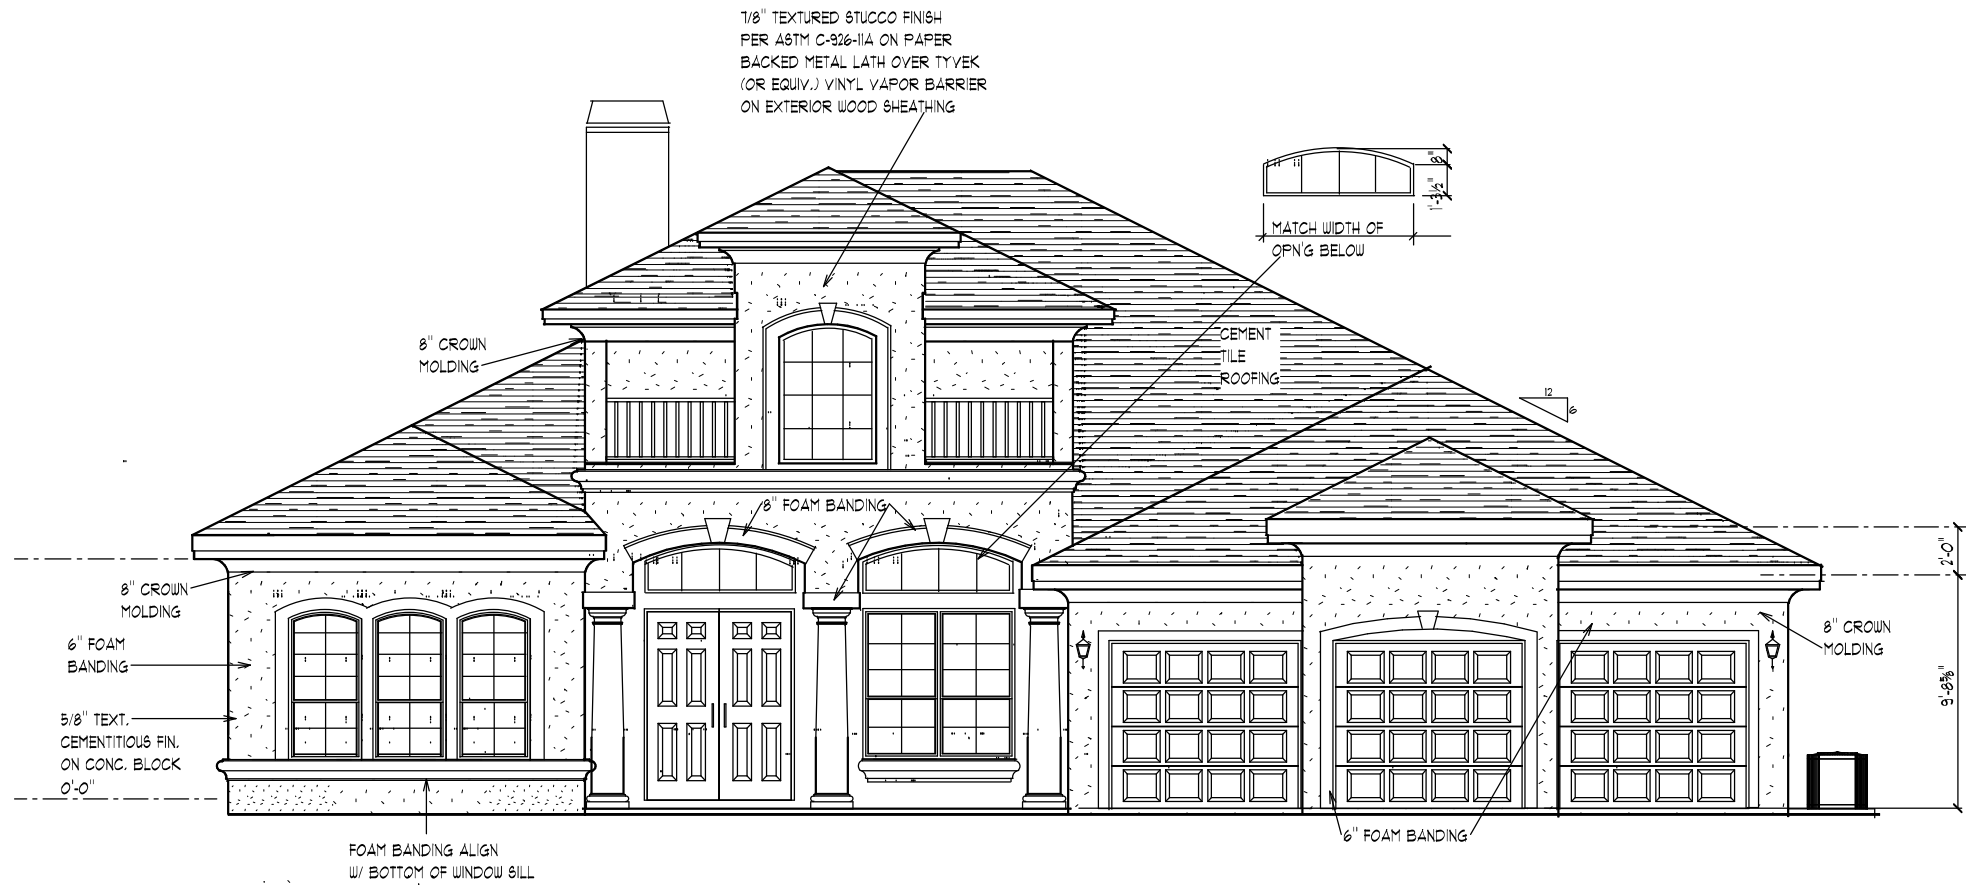 7/8" TEXTURED STUCCO FINISH
PER ASTM C-926-11A ON PAPER
BACKED METAL LATH OVER TYVEK
(OR EQUIV.) VINYL VAPOR BARRIER
ON EXTERIOR WOOD SHEATHING
8"
1'-3½"
MATCH WIDTH OF
OPN'G BELOW
8" CROWN
MOLDING
CEMENT
TILE
ROOFING
12
6
8" FOAM BANDING
2'-0"
8" CROWN
MOLDING
6" FOAM
BANDING
5/8" TEXT.
CEMENTITIOUS FIN.
ON CONC. BLOCK
0'-0"
8" CROWN
MOLDING
9'-8⅝"
6" FOAM BANDING
FOAM BANDING ALIGN
W/ BOTTOM OF WINDOW SILL